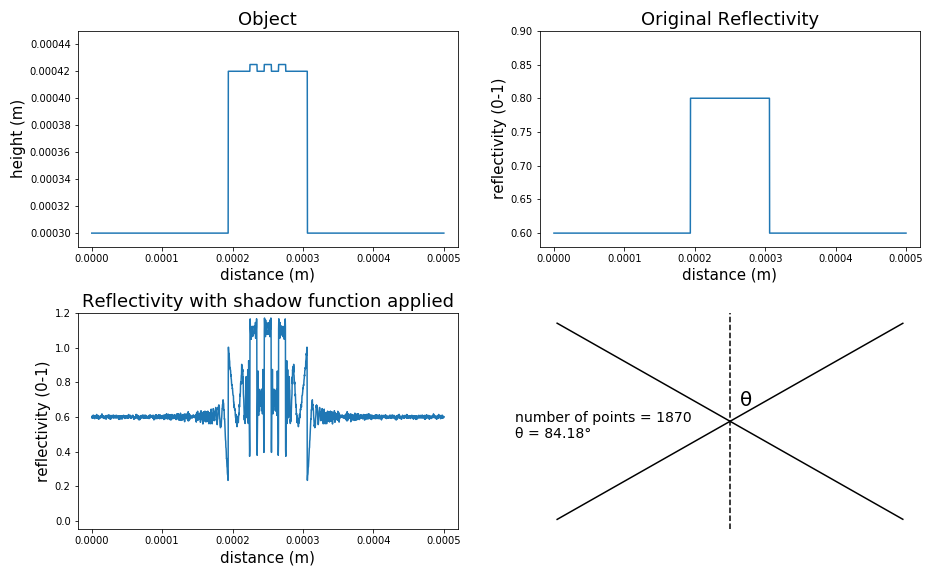 Object
height (m)
0.00044
0.00042
0.00040
0.00038
0.00036
0.00034
0.00032
0.00030
0.0000 0.0001 0.0002 0.0003 0.0004 0.0005
distance (m)
Original Reflectivity
reflectivity (0-1)
0.90
0.85
0.80
0.75
0.70
0.65
0.60
0.0000 0.0001 0.0002 0.0003 0.0004 0.0005
distance (m)
Reflectivity with shadow function applied
reflectivity (0-1)
1.2
1.0
0.8
0.6
0.4
0.2
0.0
0.0000 0.0001 0.0002 0.0003 0.0004 0.0005
distance (m)
θ
number of points = 1870
θ = 84.18°